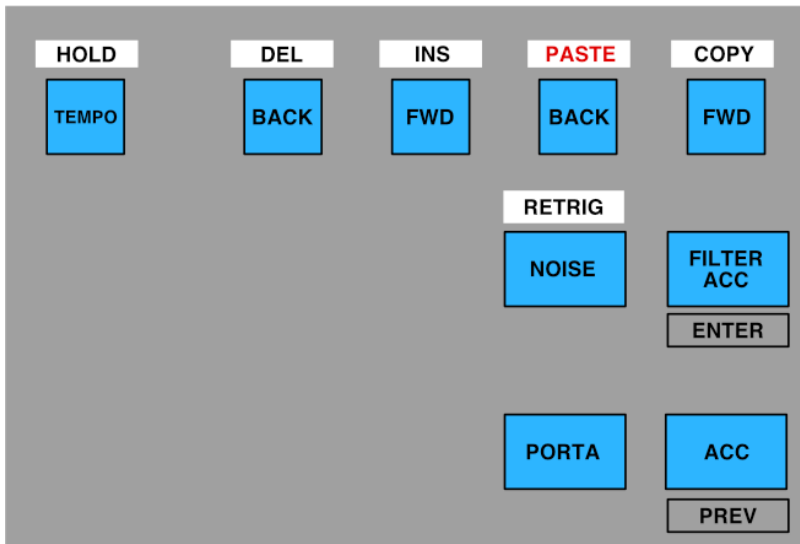 HOLD DEL INS PASTE COPY
TEMPO BACK FWD BACK FWD
RETRIG
NOISE FILTER
ACC
ENTER
PORTA ACC
PREV